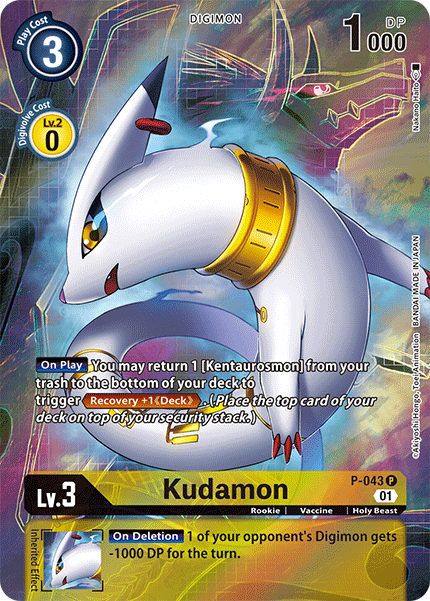 Play Cost
3
DIGIMON
DP
1000
Digivolve Cost
Lv.2
0
Nakano Haito
©Akiyoshi Hongo, Toei Animation BANDAI MADE IN JAPAN
On Play You may return 1 [Kentaurosmon] from your
trash to the bottom of your deck to
trigger Recovery +1《Deck》. (Place the top card of your
deck on top of your security stack.)
Lv.3
Kudamon
P-043 P
01
Rookie | Vaccine | Holy Beast
Inherited Effect
On Deletion 1 of your opponent's Digimon gets
-1000 DP for the turn.